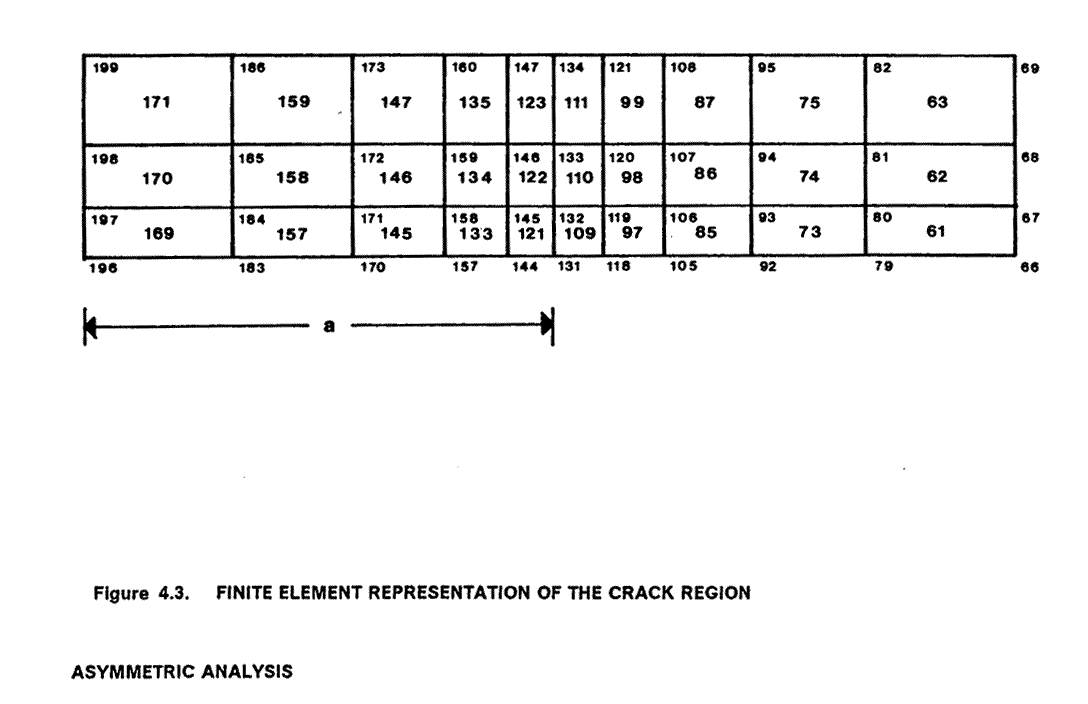 199 186 173 160 147 134 121 108 95 82 69
171 159 147 135 123 111 99 87 75 63
198 185 172 159 146 133 120 107 94 81 68
170 158 146 134 122 110 98 86 74 62
197 184 171 158 145 132 119 106 93 80 67
169 157 145 133 121 109 97 85 73 61
196 183 170 157 144 131 118 105 92 79 66
a
Figure 4.3. FINITE ELEMENT REPRESENTATION OF THE CRACK REGION
ASYMMETRIC ANALYSIS